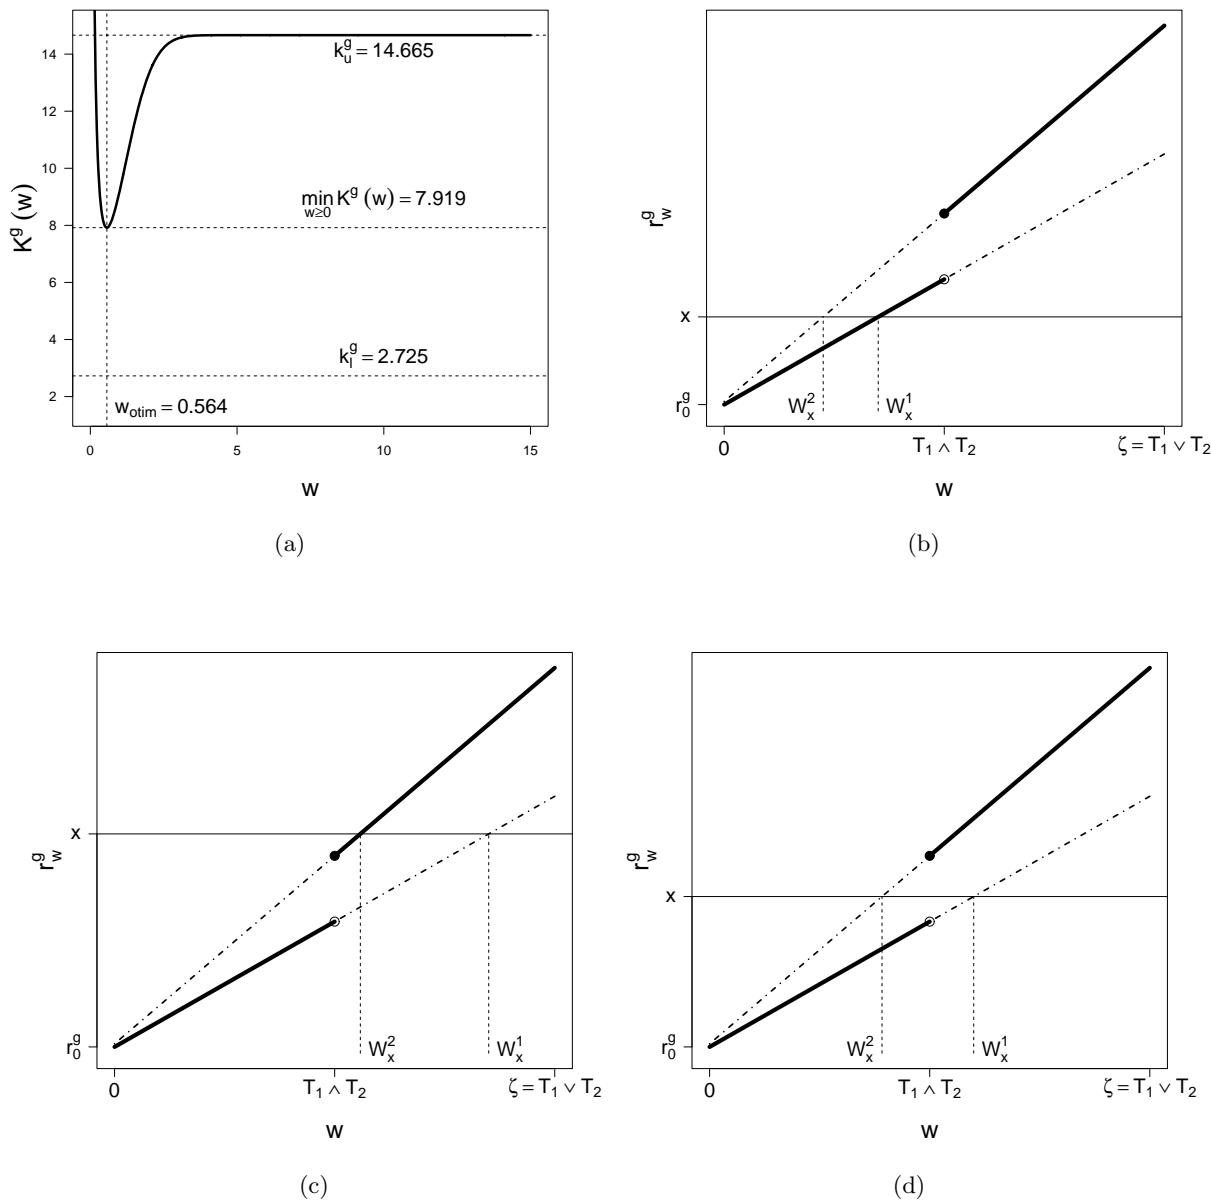 14
12
10
8
6
4
2
K^g (w)
k_u^g = 14.665
min K^g (w) = 7.919
w≥0
k_l^g = 2.725
w_otim = 0.564
0 5 10 15
w
(a)
r_w^g
x
r_0^g
W_x^2 W_x^1
0 T_1 ∧ T_2 ζ = T_1 ∨ T_2
w
(b)
r_w^g
x
r_0^g
W_x^2 W_x^1
0 T_1 ∧ T_2 ζ = T_1 ∨ T_2
w
(c)
r_w^g
x
r_0^g
W_x^2 W_x^1
0 T_1 ∧ T_2 ζ = T_1 ∨ T_2
w
(d)